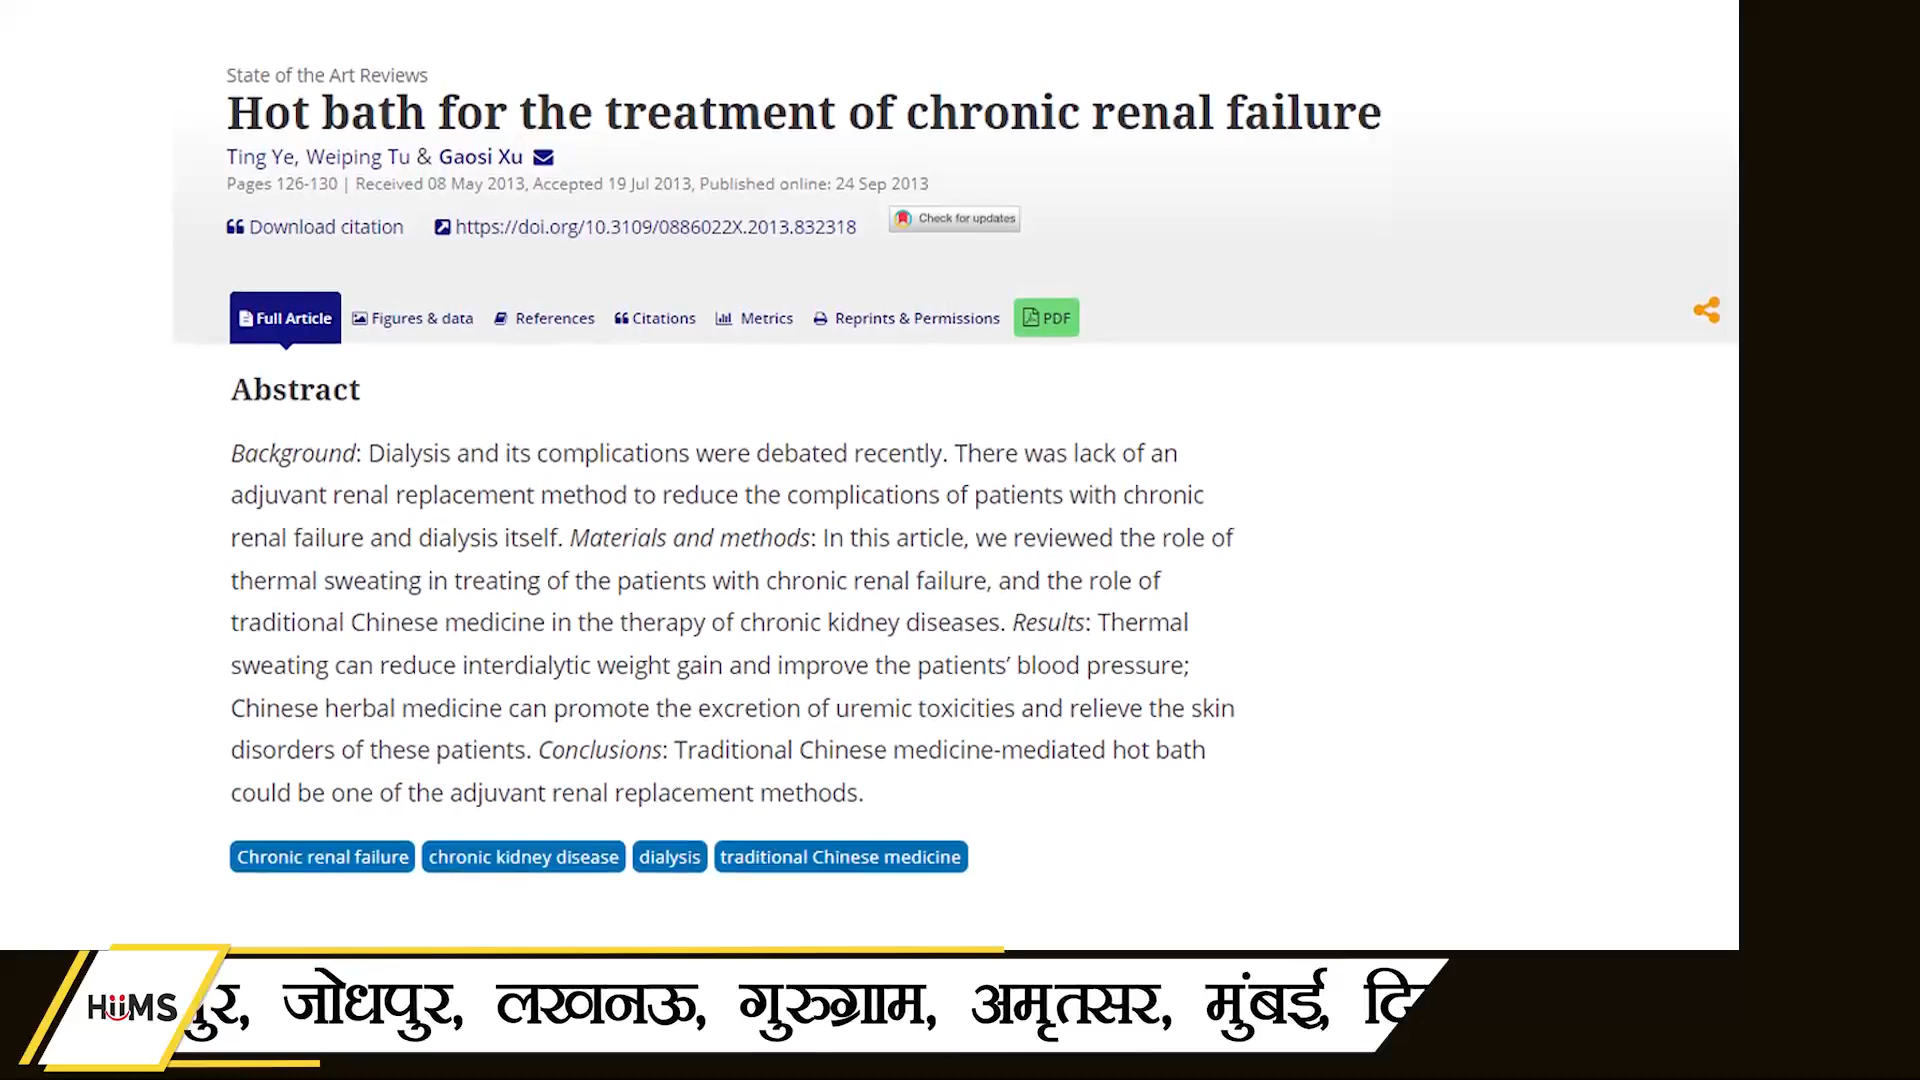 State of the Art Reviews
Hot bath for the treatment of chronic renal failure
Ting Ye, Weiping Tu & Gaosi Xu
Pages 126-130 | Received 08 May 2013, Accepted 19 Jul 2013, Published online: 24 Sep 2013
Download citation https://doi.org/10.3109/0886022X.2013.832318 Check for updates
Full Article Figures & data References Citations Metrics Reprints & Permissions PDF
Abstract
Background: Dialysis and its complications were debated recently. There was lack of an
adjuvant renal replacement method to reduce the complications of patients with chronic
renal failure and dialysis itself. Materials and methods: In this article, we reviewed the role of
thermal sweating in treating of the patients with chronic renal failure, and the role of
traditional Chinese medicine in the therapy of chronic kidney diseases. Results: Thermal
sweating can reduce interdialytic weight gain and improve the patients’ blood pressure;
Chinese herbal medicine can promote the excretion of uremic toxicities and relieve the skin
disorders of these patients. Conclusions: Traditional Chinese medicine-mediated hot bath
could be one of the adjuvant renal replacement methods.
Chronic renal failure chronic kidney disease dialysis traditional Chinese medicine
HiiMS जोधपुर, लखनऊ, गुरुग्राम, अमृतसर, मुंबई,